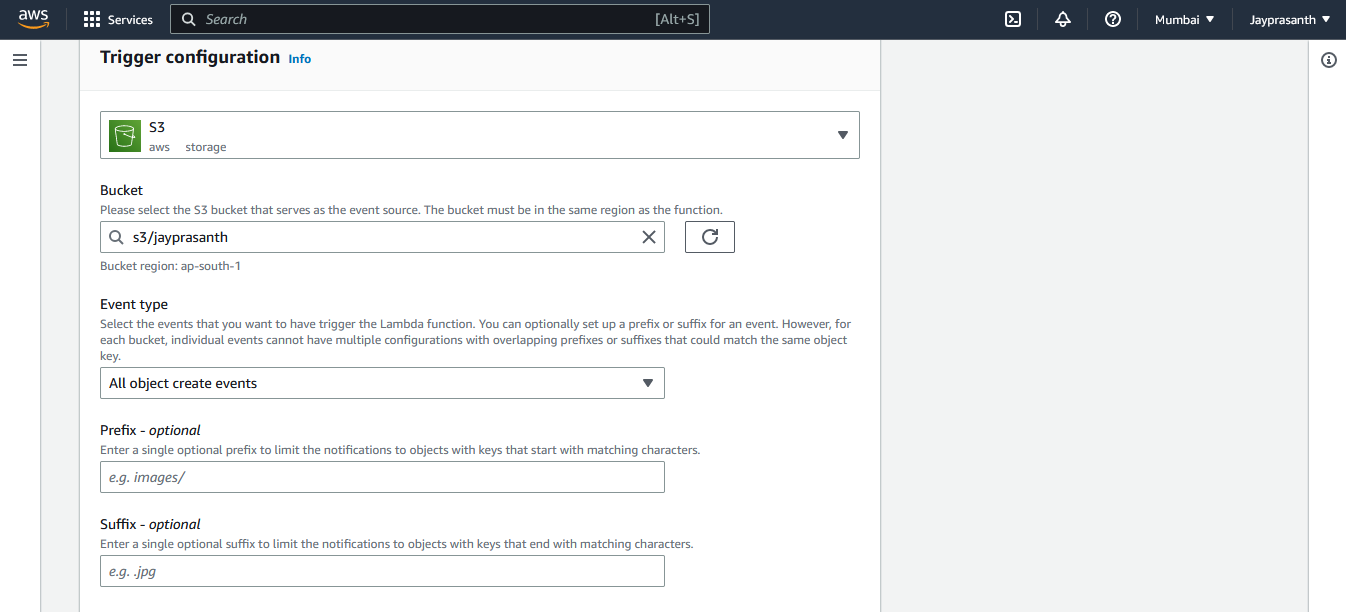 aws
Services
Search
[Alt+S]
Mumbai
Jayprasanth
Trigger configuration Info
S3
aws storage
Bucket
Please select the S3 bucket that serves as the event source. The bucket must be in the same region as the function.
s3/jayprasanth
Bucket region: ap-south-1
Event type
Select the events that you want to have trigger the Lambda function. You can optionally set up a prefix or suffix for an event. However, for
each bucket, individual events cannot have multiple configurations with overlapping prefixes or suffixes that could match the same object
key.
All object create events
Prefix - optional
Enter a single optional prefix to limit the notifications to objects with keys that start with matching characters.
e.g. images/
Suffix - optional
Enter a single optional suffix to limit the notifications to objects with keys that end with matching characters.
e.g. .jpg